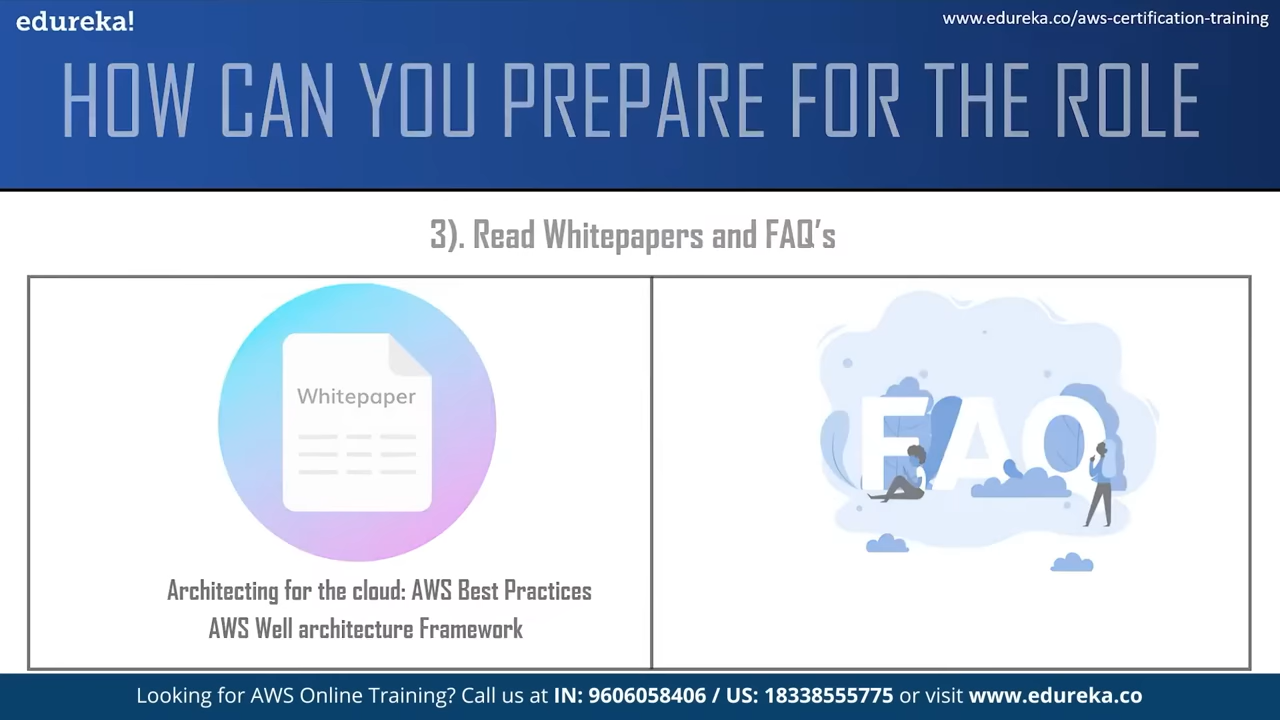 edureka!
www.edureka.co/aws-certification-training
HOW CAN YOU PREPARE FOR THE ROLE
3). Read Whitepapers and FAQ's
Whitepaper
FAQ
Architecting for the cloud: AWS Best Practices
AWS Well architecture Framework
Looking for AWS Online Training? Call us at IN: 9606058406 / US: 18338555775 or visit www.edureka.co